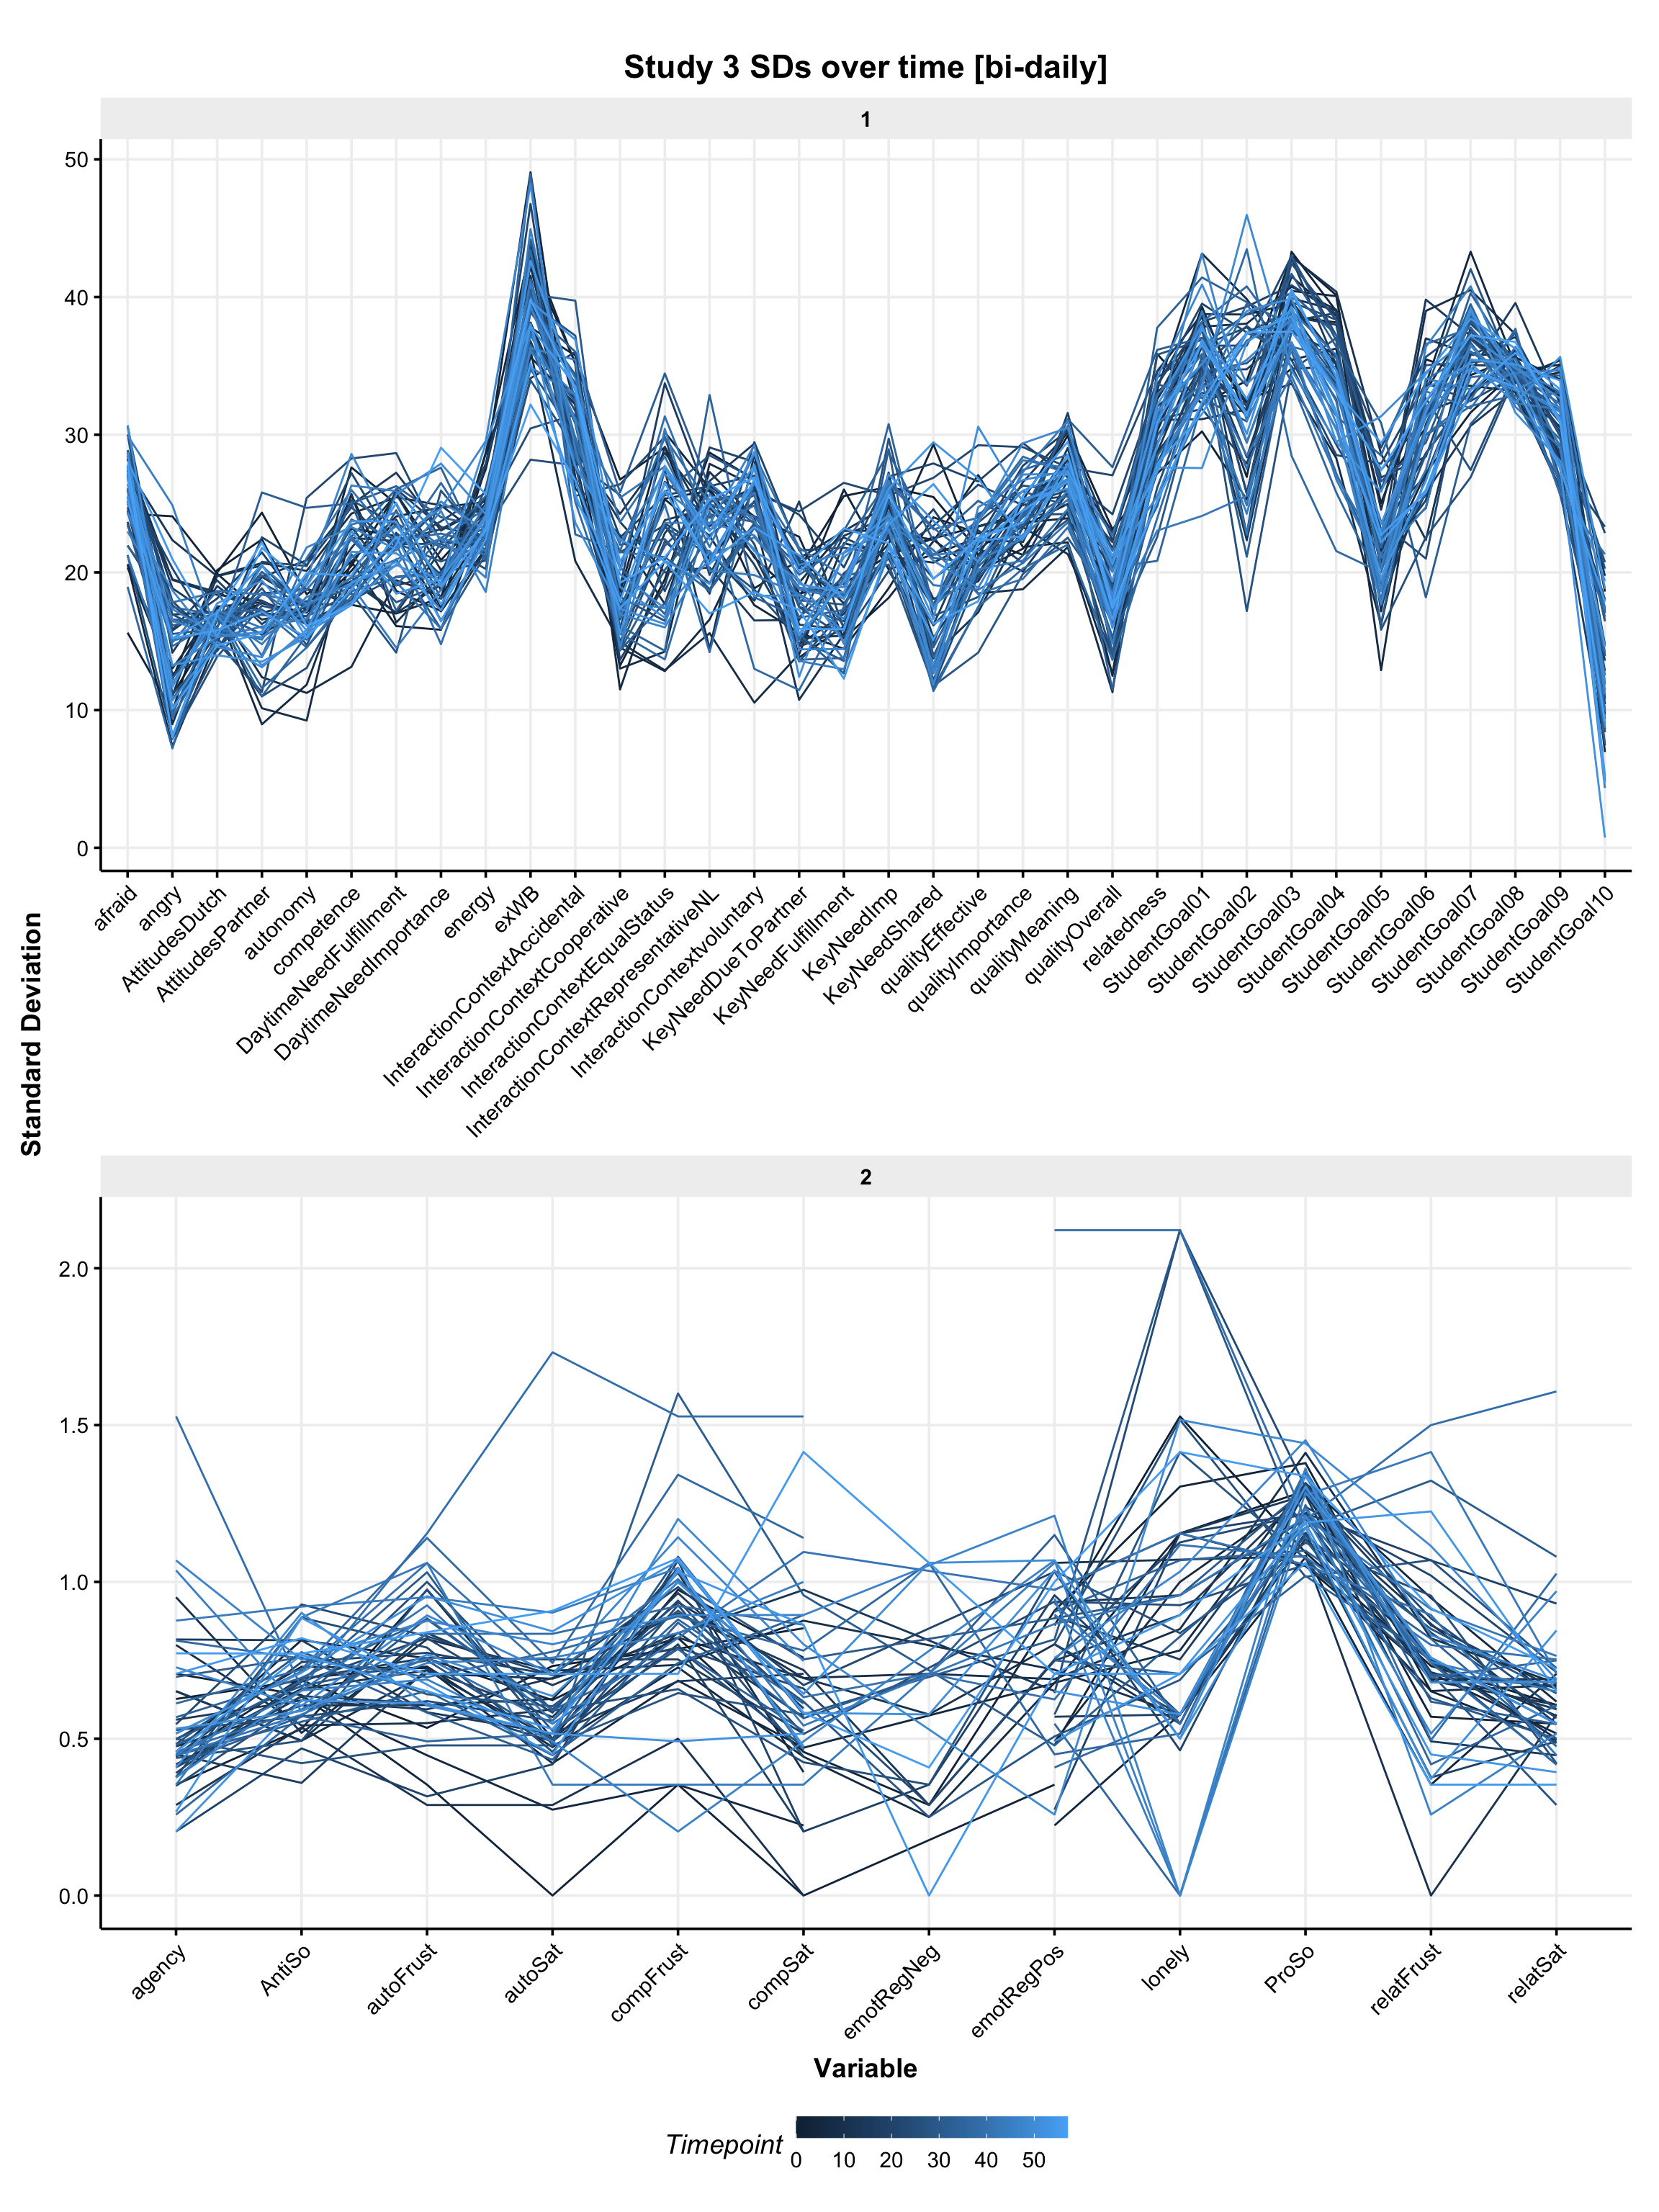 Study 3 SDs over time [bi-daily]
1
50
40
30
20
10
0
afraid
angry
AttitudesDutch
AttitudesPartner
autonomy
competence
DaytimeNeedFulfillment
DaytimeNeedImportance
energy
exWB
InteractionContextAccidental
InteractionContextCooperative
InteractionContextEqualStatus
InteractionContextRepresentativeNL
InteractionContextvoluntary
KeyNeedDueToPartner
KeyNeedFulfillment
KeyNeedImp
KeyNeedShared
qualityEffective
qualityImportance
qualityMeaning
qualityOverall
relatedness
StudentGoal01
StudentGoal02
StudentGoal03
StudentGoal04
StudentGoal05
StudentGoal06
StudentGoal07
StudentGoal08
StudentGoal09
StudentGoal10
Standard Deviation
2
2.0
1.5
1.0
0.5
0.0
agency
AntiSo
autoFrust
autoSat
compFrust
compSat
emotRegNeg
emotRegPos
lonely
ProSo
relatFrust
relatSat
Variable
Timepoint
0 10 20 30 40 50